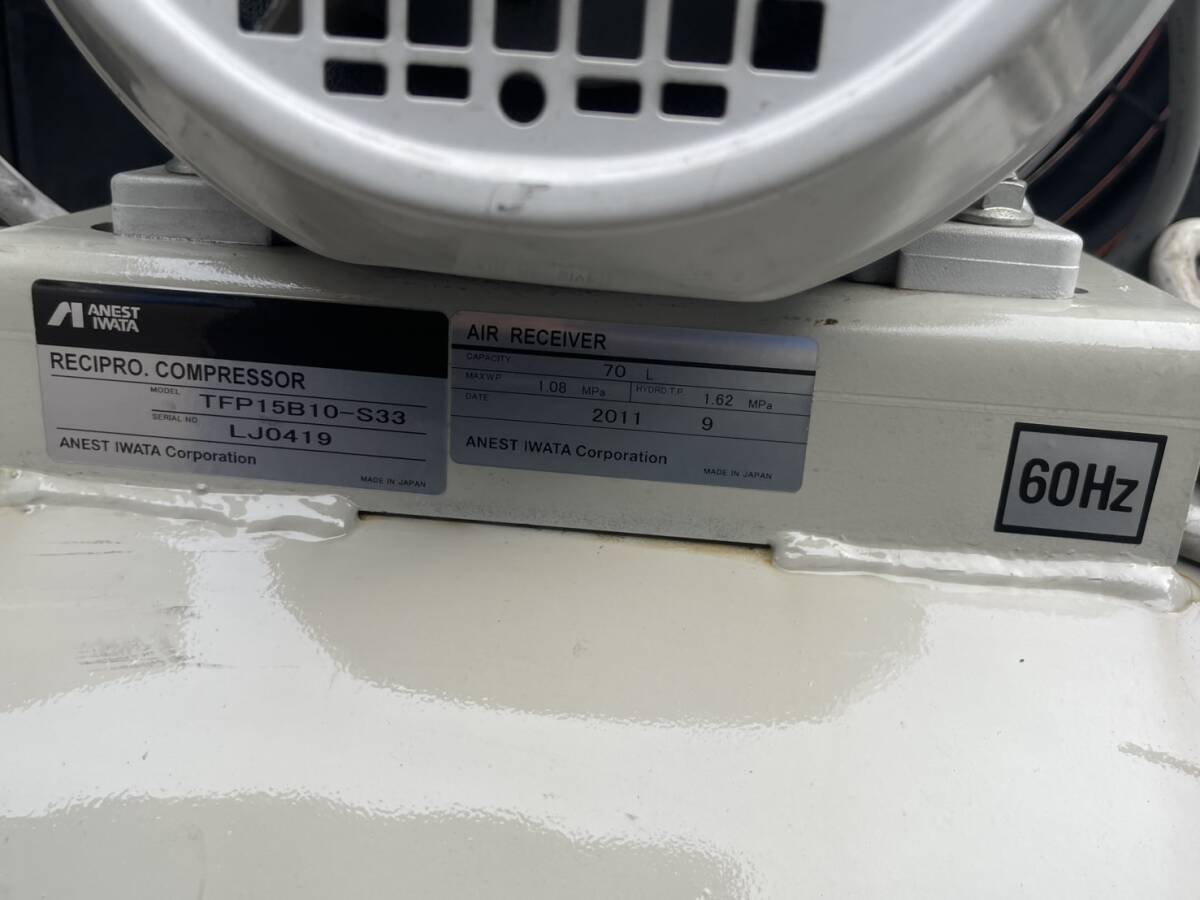 ANEST
IWATA
RECIPRO. COMPRESSOR
MODEL TFP15B10-S33
SERIAL NO LJ0419
ANEST IWATA Corporation
MADE IN JAPAN
AIR RECEIVER
CAPACITY 70 L
MAX.W.P. 1.08 MPa HYDRO.T.P. 1.62 MPa
DATE 2011 9
ANEST IWATA Corporation
MADE IN JAPAN
60Hz